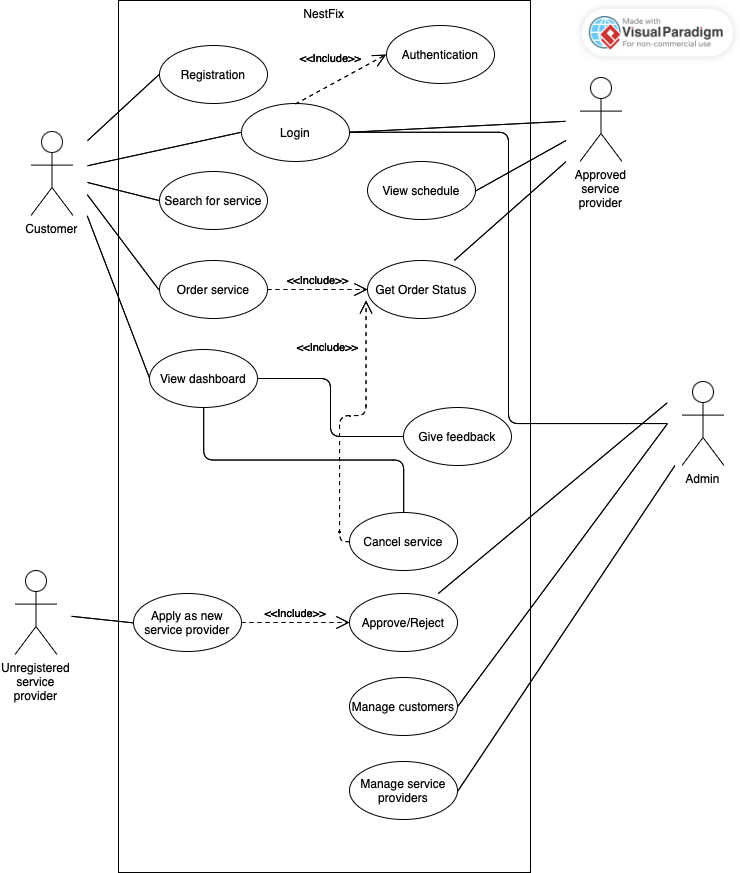 NestFix
Made with
Visual Paradigm
For non-commercial use
<<Include>>
Authentication
Registration
Login
Search for service
View schedule
Approved
service
provider
Customer
Order service
<<Include>>
Get Order Status
<<Include>>
View dashboard
Give feedback
Admin
Cancel service
Apply as new
service provider
<<Include>>
Approve/Reject
Unregistered
service
provider
Manage customers
Manage service
providers